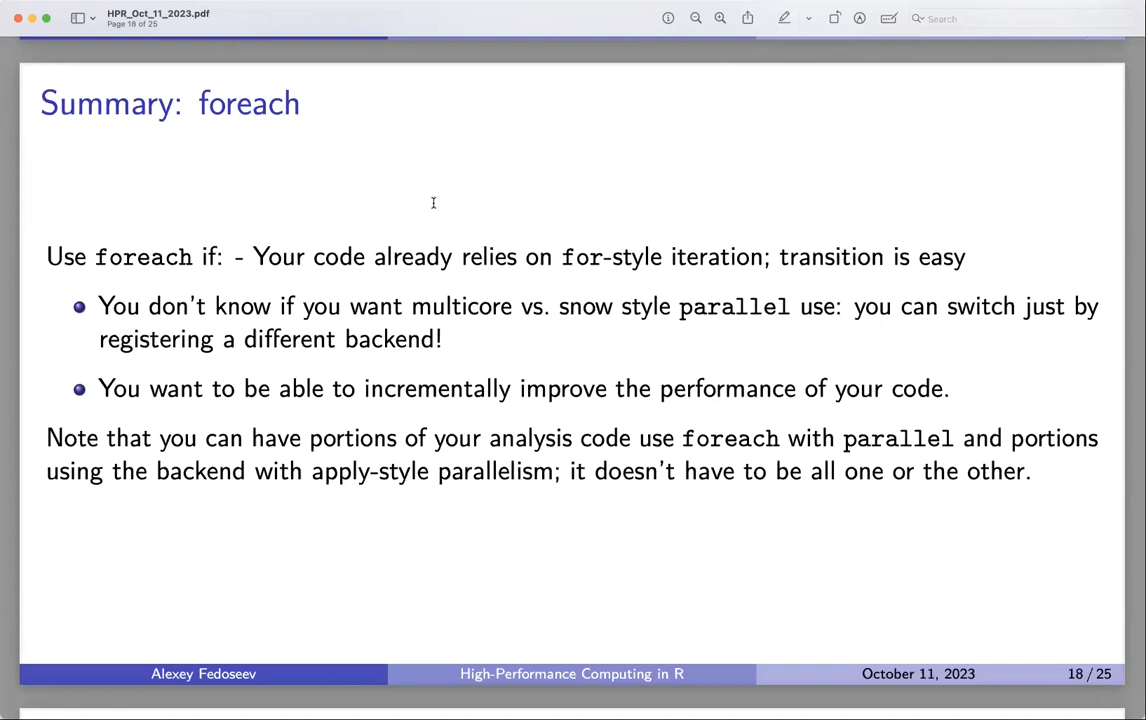 HPR_Oct_11_2023.pdf
Page 18 of 25
Search
Summary: foreach
Use foreach if: - Your code already relies on for-style iteration; transition is easy
You don't know if you want multicore vs. snow style parallel use: you can switch just by
registering a different backend!
You want to be able to incrementally improve the performance of your code.
Note that you can have portions of your analysis code use foreach with parallel and portions
using the backend with apply-style parallelism; it doesn't have to be all one or the other.
Alexey Fedoseev
High-Performance Computing in R
October 11, 2023
18 / 25